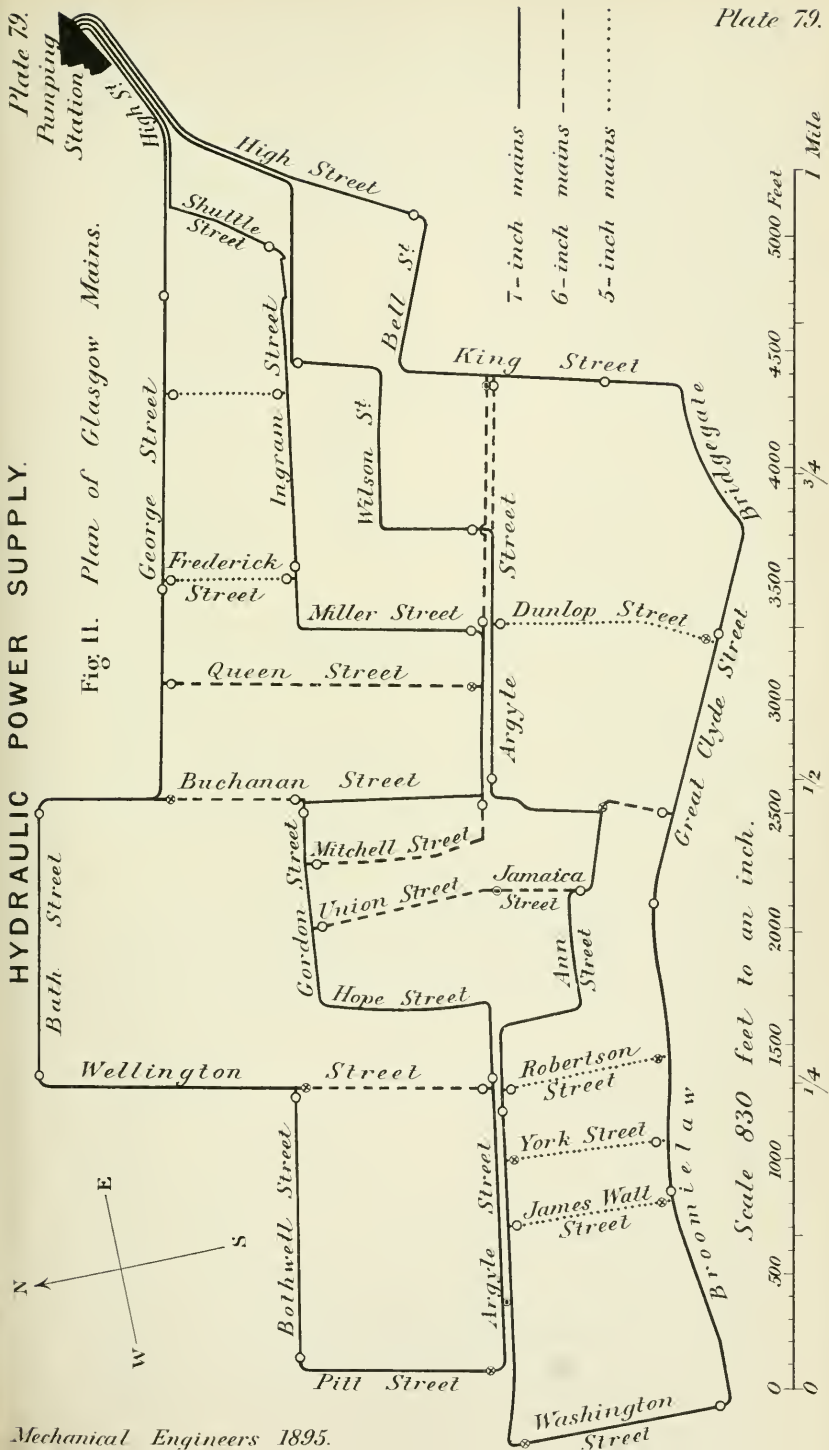 Plate 79.
HYDRAULIC POWER SUPPLY.
Plate 79.
Fig. 11. Plan of Glasgow Mains.
Pumping
Station
High St.
High Street
Shuttle
Street
George Street
Ingram Street
Bell St.
King Street
Frederick
Street
Wilson St.
Miller Street
Queen Street
Argyle Street
Dunlop Street
Bridgegate
Great Clyde Street
Bath Street
Buchanan Street
Gordon Street
Mitchell Street
Union Street
Jamaica
Street
Ann
Street
Hope Street
Wellington Street
Bothwell Street
Pitt Street
Argyle Street
Robertson
Street
York Street
James Watt
Street
Broomielaw
Washington
Street
N
E
S
W
7-inch mains
6-inch mains
5-inch mains
Scale 830 feet to an inch.
0 500 1000 1500 2000 2500 3000 3500 4000 4500 5000 Feet
0 1/4 1/2 3/4 1 Mile
Mechanical Engineers 1895.